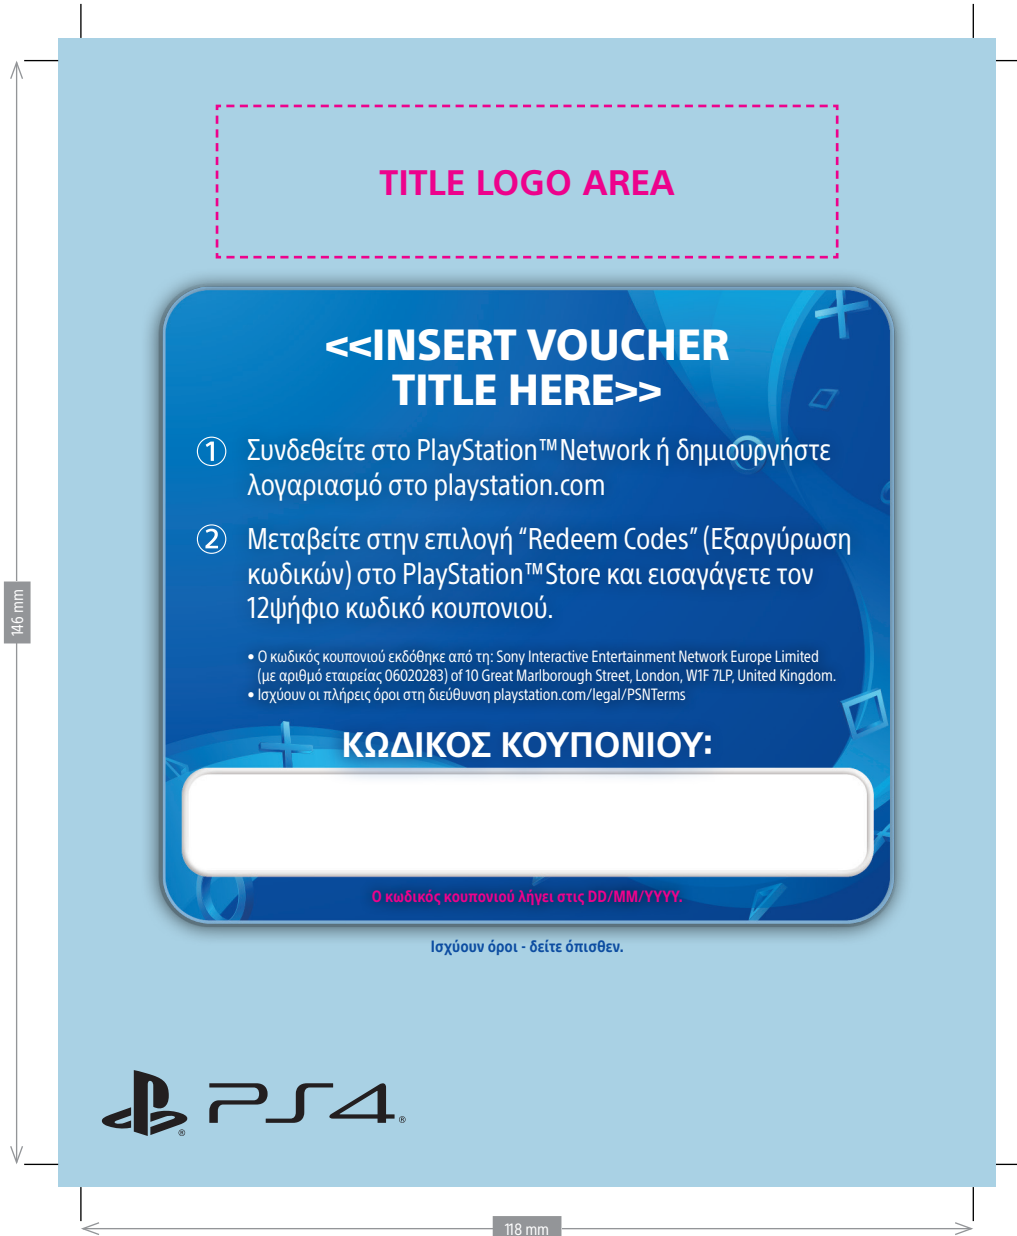 TITLE LOGO AREA
<<INSERT VOUCHER
TITLE HERE>>
1 Συνδεθείτε στο PlayStation™Network ή δημιουργήστε
λογαριασμό στο playstation.com
2 Μεταβείτε στην επιλογή “Redeem Codes” (Εξαργύρωση
κωδικών) στο PlayStation™Store και εισαγάγετε τον
12ψήφιο κωδικό κουπονιού.
• Ο κωδικός κουπονιού εκδόθηκε από τη: Sony Interactive Entertainment Network Europe Limited
(με αριθμό εταιρείας 06020283) of 10 Great Marlborough Street, London, W1F 7LP, United Kingdom.
• Ισχύουν οι πλήρεις όροι στη διεύθυνση playstation.com/legal/PSNTerms
ΚΩΔΙΚΟΣ ΚΟΥΠΟΝΙΟΥ:
Ο κωδικός κουπονιού λήγει στις DD/MM/YYYY.
Ισχύουν όροι - δείτε όπισθεν.
PS4®
146 mm
118 mm